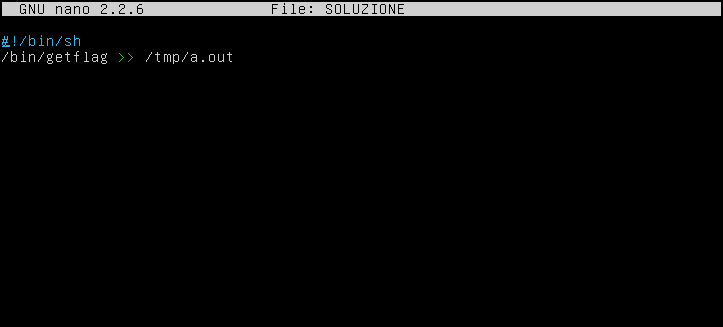 GNU nano 2.2.6 File: SOLUZIONE
#!/bin/sh
/bin/getflag >> /tmp/a.out